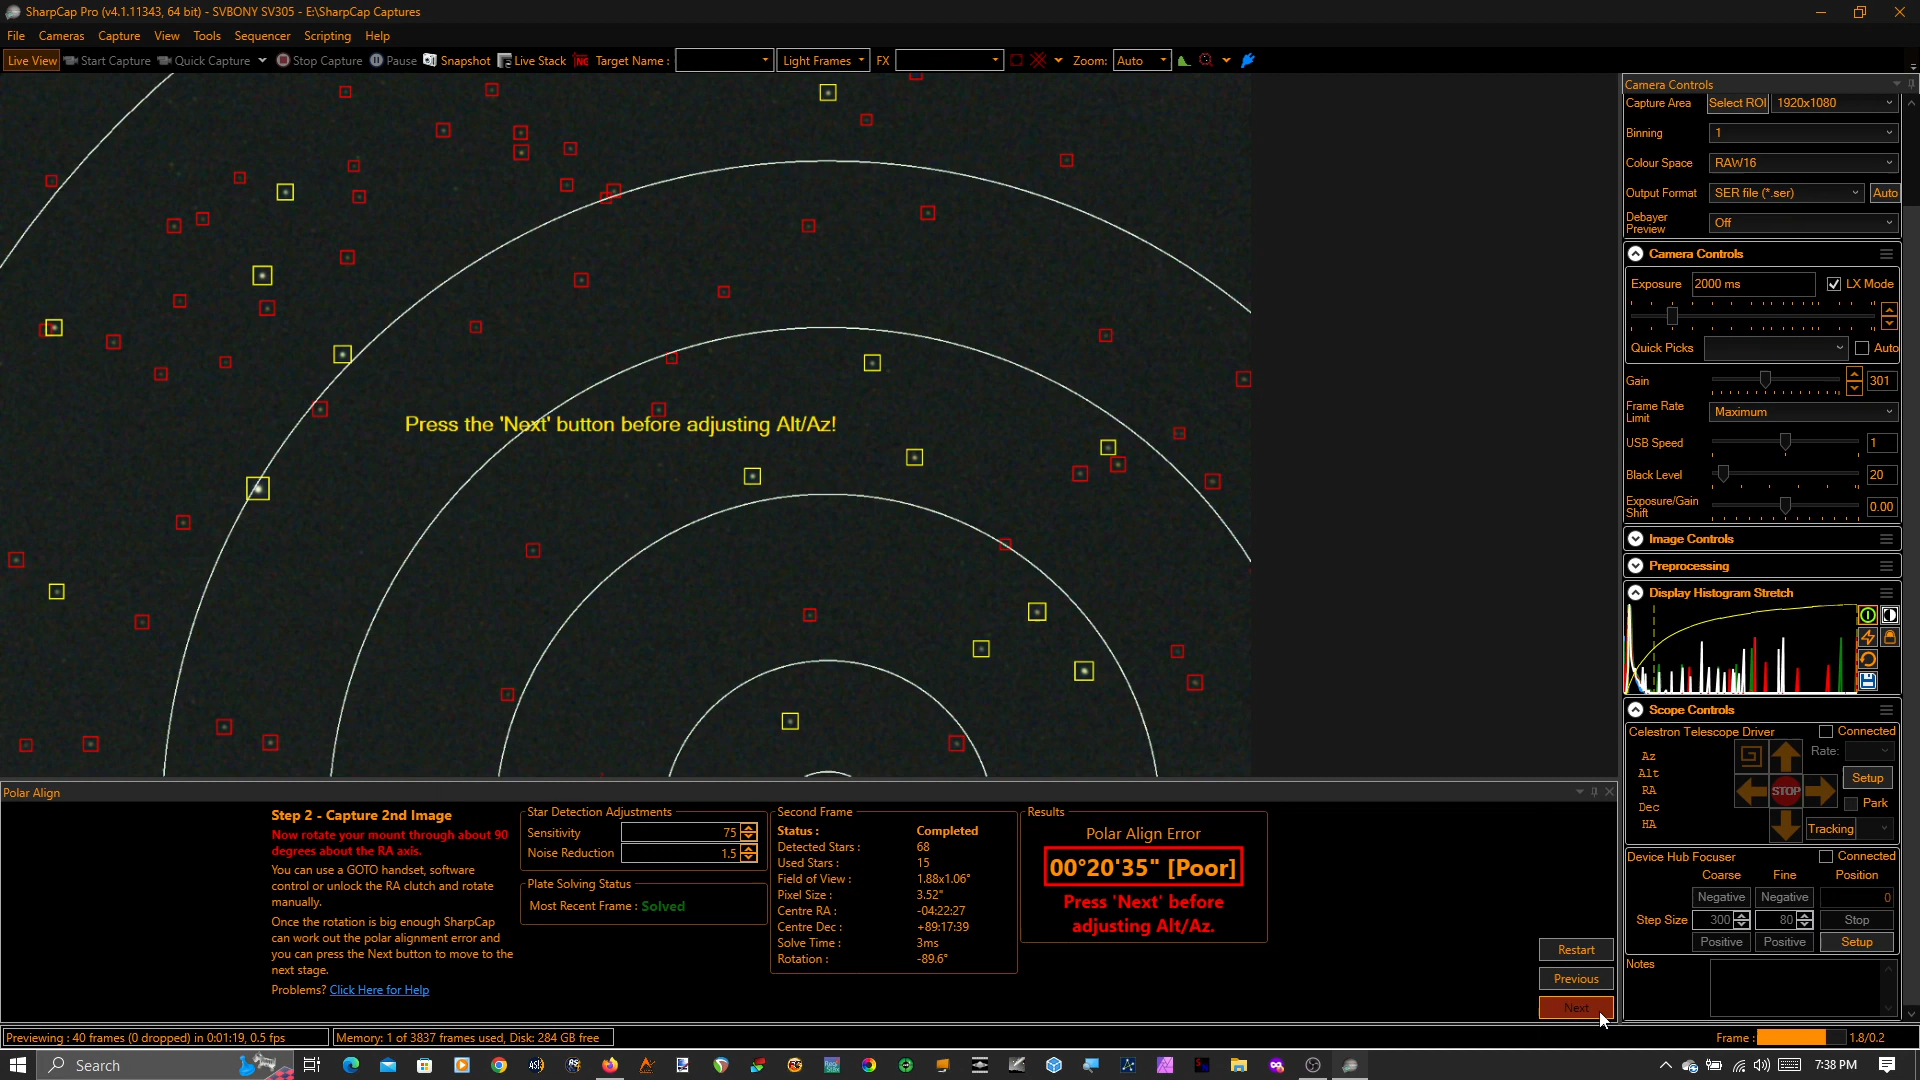 SharpCap Pro (v4.1.11343, 64 bit) - SVBONY SV305 - E:\SharpCap Captures
File Cameras Capture View Tools Sequencer Scripting Help
Live View Start Capture Quick Capture Stop Capture Pause Snapshot Live Stack Target Name : Light Frames FX Zoom: Auto
Camera Controls
Capture Area Select ROI 1920x1080
Binning 1
Colour Space RAW16
Output Format SER file (*.ser) Auto
Debayer Preview Off
Camera Controls
Exposure 2000 ms LX Mode
Quick Picks Auto
Gain 301
Frame Rate Limit Maximum
USB Speed 1
Black Level 20
Exposure/Gain Shift 0.00
Image Controls
Preprocessing
Display Histogram Stretch
Scope Controls
Celestron Telescope Driver Connected
Az Rate:
Alt Setup
RA STOP
Dec Park
HA Tracking
Device Hub Focuser Connected
Coarse Fine Position
Negative Negative 0
Step Size 300 80 Stop
Positive Positive Setup
Notes
Press the 'Next' button before adjusting Alt/Az!
Polar Align
Step 2 - Capture 2nd Image
Now rotate your mount through about 90
degrees about the RA axis.
You can use a GOTO handset, software
control or unlock the RA clutch and rotate
manually.
Once the rotation is big enough SharpCap
can work out the polar alignment error and
you can press the Next button to move to the
next stage.
Problems? Click Here for Help
Star Detection Adjustments
Sensitivity 75
Noise Reduction 1.5
Plate Solving Status
Most Recent Frame : Solved
Second Frame
Status : Completed
Detected Stars : 68
Used Stars : 15
Field of View : 1.88x1.06°
Pixel Size : 3.52"
Centre RA : -04:22:27
Centre Dec : +89:17:39
Solve Time : 3ms
Rotation : -89.6°
Results
Polar Align Error
00°20'35" [Poor]
Press 'Next' before
adjusting Alt/Az.
Restart
Previous
Next
Previewing : 40 frames (0 dropped) in 0:01:19, 0.5 fps Memory: 1 of 3837 frames used, Disk: 284 GB free Frame : 1.8/0.2
Search 7:38 PM